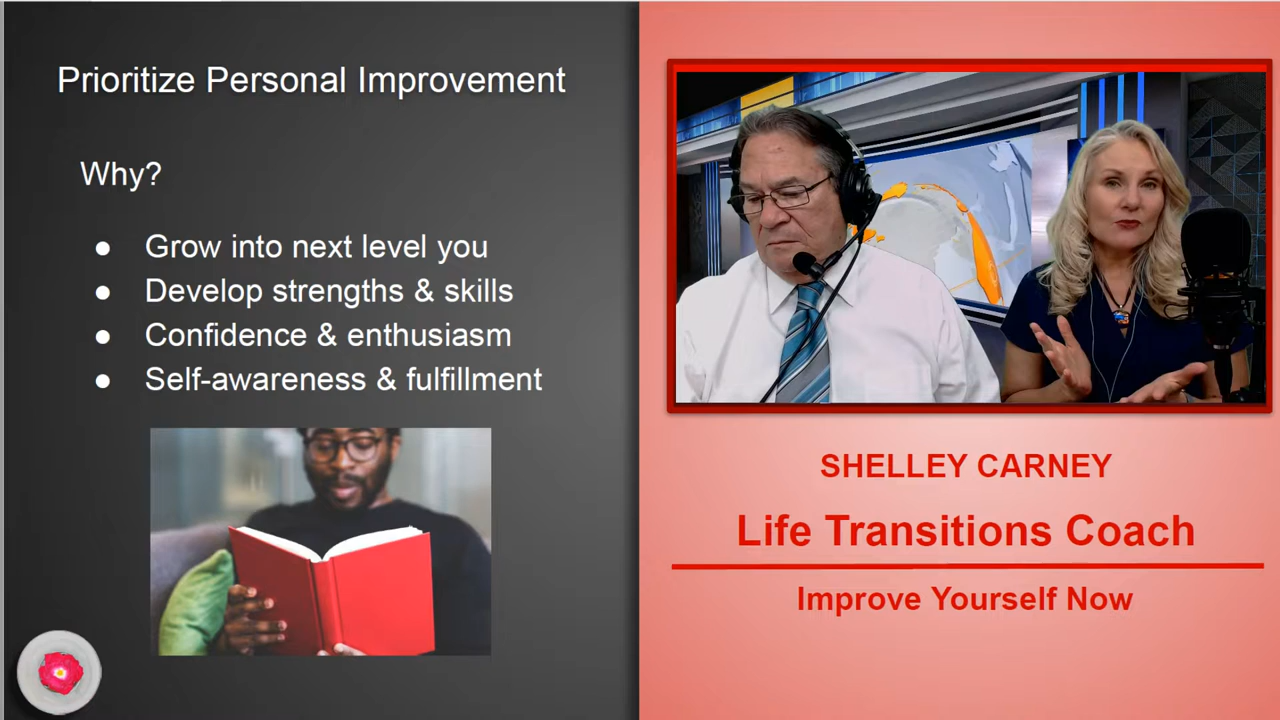 Prioritize Personal Improvement
Why?
● Grow into next level you
● Develop strengths & skills
● Confidence & enthusiasm
● Self-awareness & fulfillment
SHELLEY CARNEY
Life Transitions Coach
Improve Yourself Now